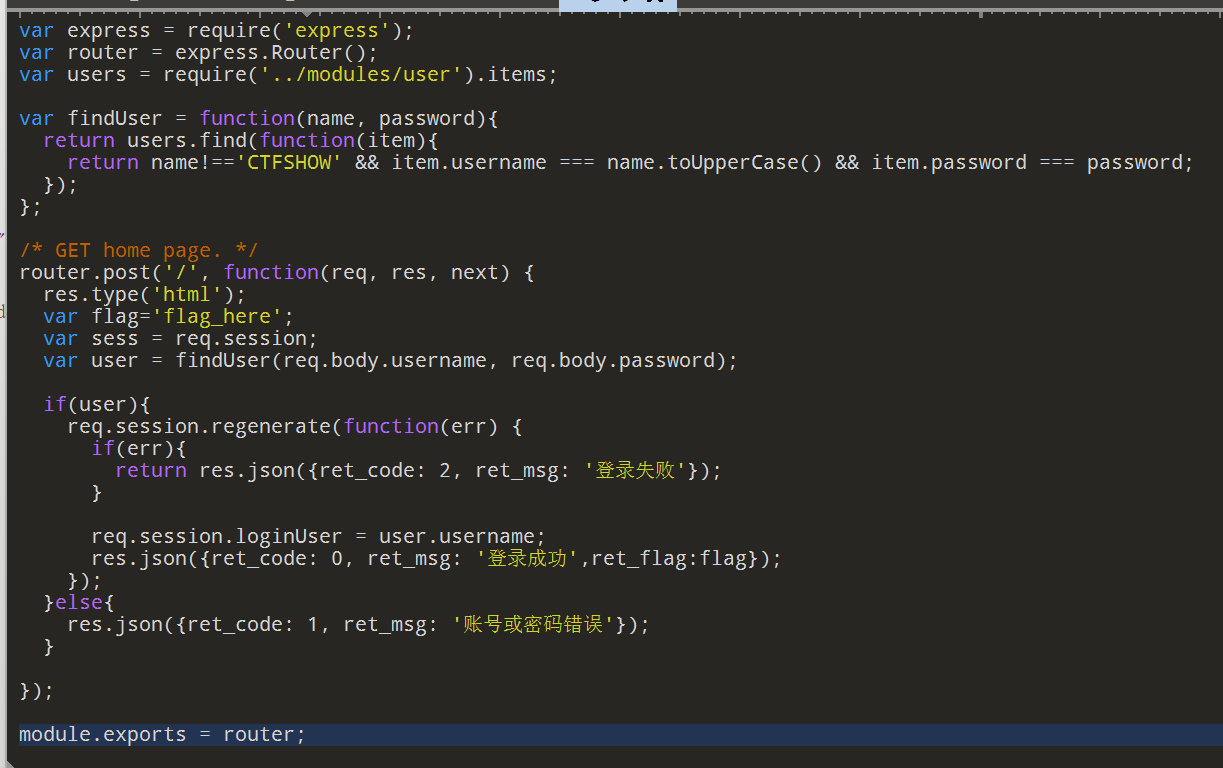 var express = require('express');
var router = express.Router();
var users = require('../modules/user').items;

var findUser = function(name, password){
  return users.find(function(item){
    return name!=='CTFSHOW' && item.username === name.toUpperCase() && item.password === password;
  });
};

/* GET home page. */
router.post('/', function(req, res, next) {
  res.type('html');
  var flag='flag_here';
  var sess = req.session;
  var user = findUser(req.body.username, req.body.password);

  if(user){
    req.session.regenerate(function(err) {
      if(err){
        return res.json({ret_code: 2, ret_msg: '登录失败'});
      }

      req.session.loginUser = user.username;
      res.json({ret_code: 0, ret_msg: '登录成功',ret_flag:flag});
    });
  }else{
    res.json({ret_code: 1, ret_msg: '账号或密码错误'});
  }

});

module.exports = router;